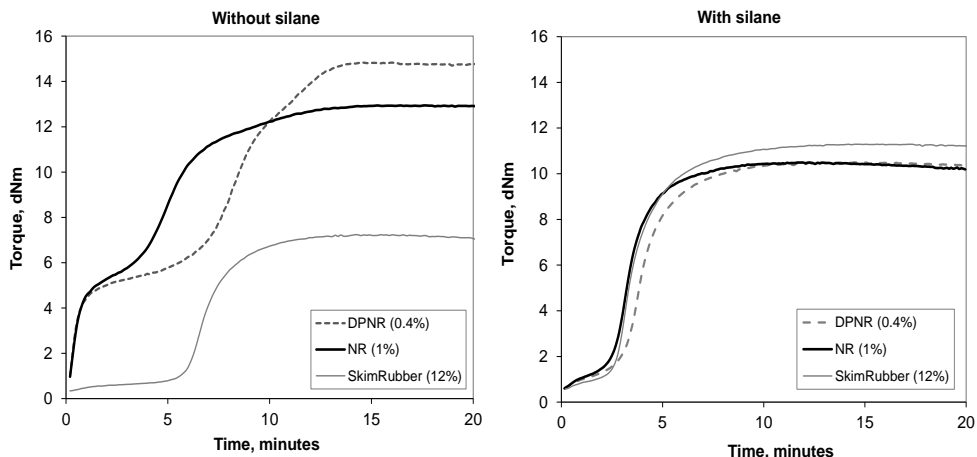 Without silane
16
14
12
10
8
6
4
2
0
Torque, dNm
0 5 10 15 20
Time, minutes
DPNR (0.4%)
NR (1%)
SkimRubber (12%)
With silane
16
14
12
10
8
6
4
2
0
Torque, dNm
0 5 10 15 20
Time, minutes
DPNR (0.4%)
NR (1%)
SkimRubber (12%)